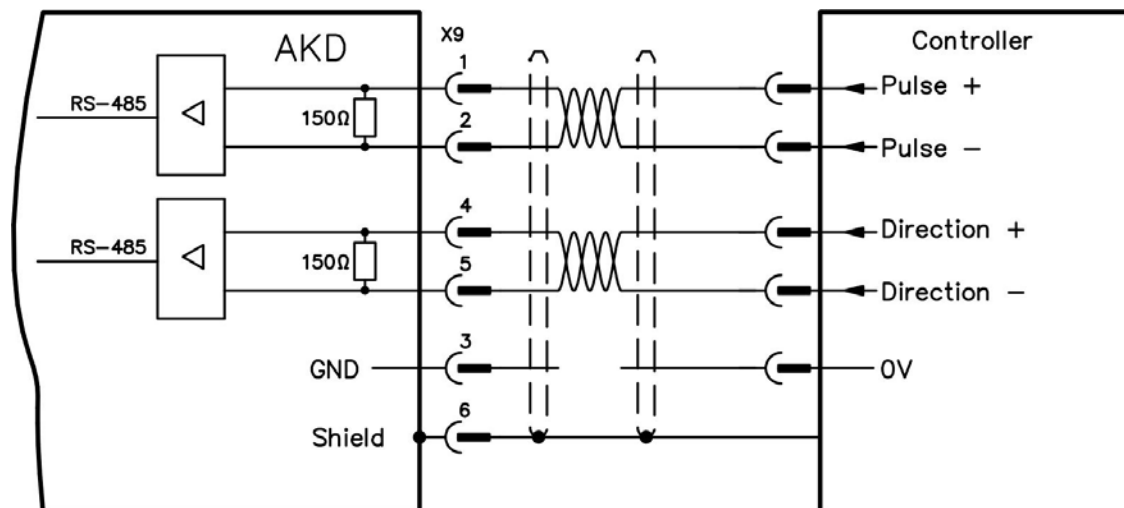 AKD
X9
Controller
1
RS-485
150Ω
Pulse +
2
Pulse –
4
RS-485
150Ω
Direction +
5
Direction –
3
GND
0V
6
Shield